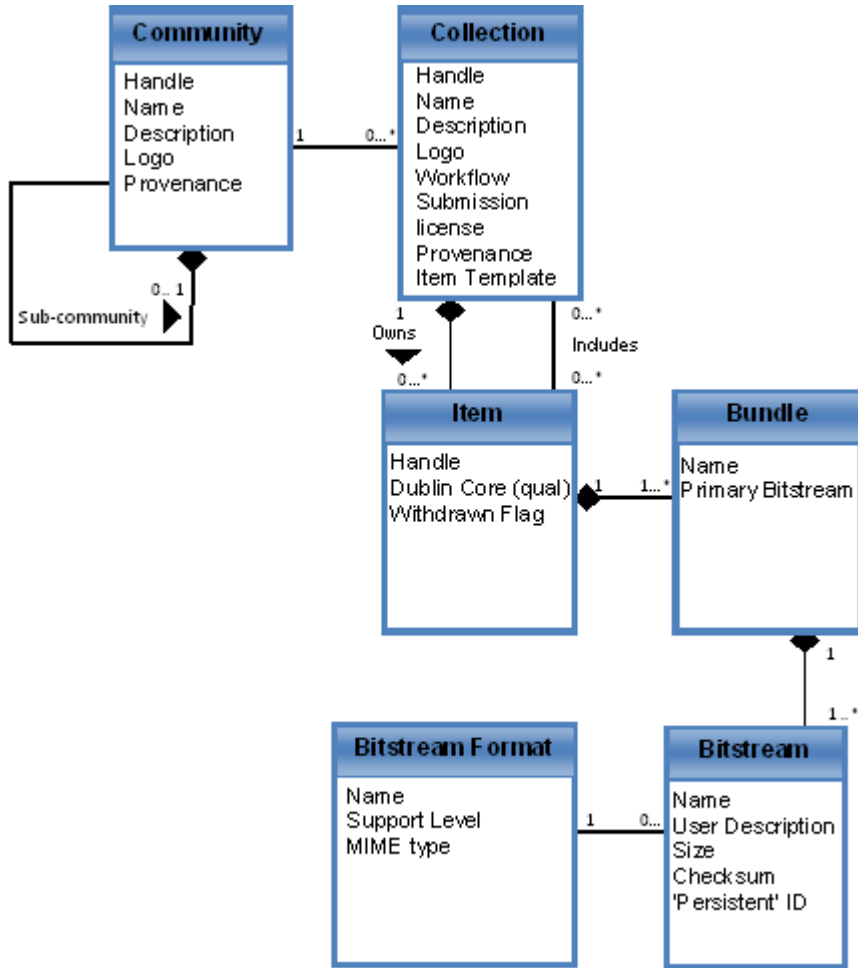 Community
Handle
Name
Description
Logo
Provenance
1
0...*
Collection
Handle
Name
Description
Logo
Workflow
Submission
license
Provenance
Item Template
0.. 1
Sub-community
1
Owns
0...*
0...*
Includes
0...*
Item
Handle
Dublin Core (qual)
Withdrawn Flag
1
1...*
Bundle
Name
Primary Bitstream
1
1...*
Bitstream Format
Name
Support Level
MIME type
1
0...
Bitstream
Name
User Description
Size
Checksum
'Persistent' ID